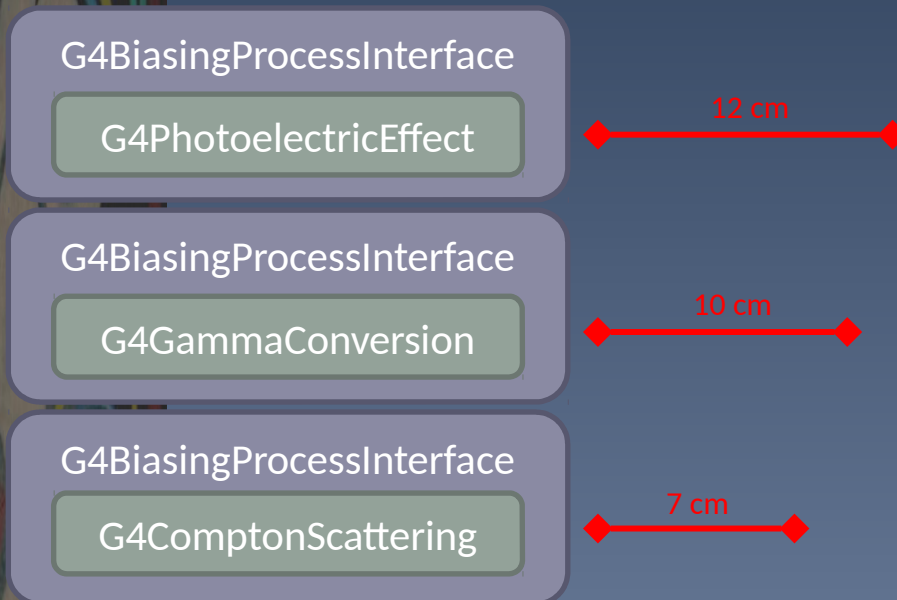 G4BiasingProcessInterface
G4PhotoelectricEffect
12 cm
G4BiasingProcessInterface
G4GammaConversion
10 cm
G4BiasingProcessInterface
G4ComptonScattering
7 cm